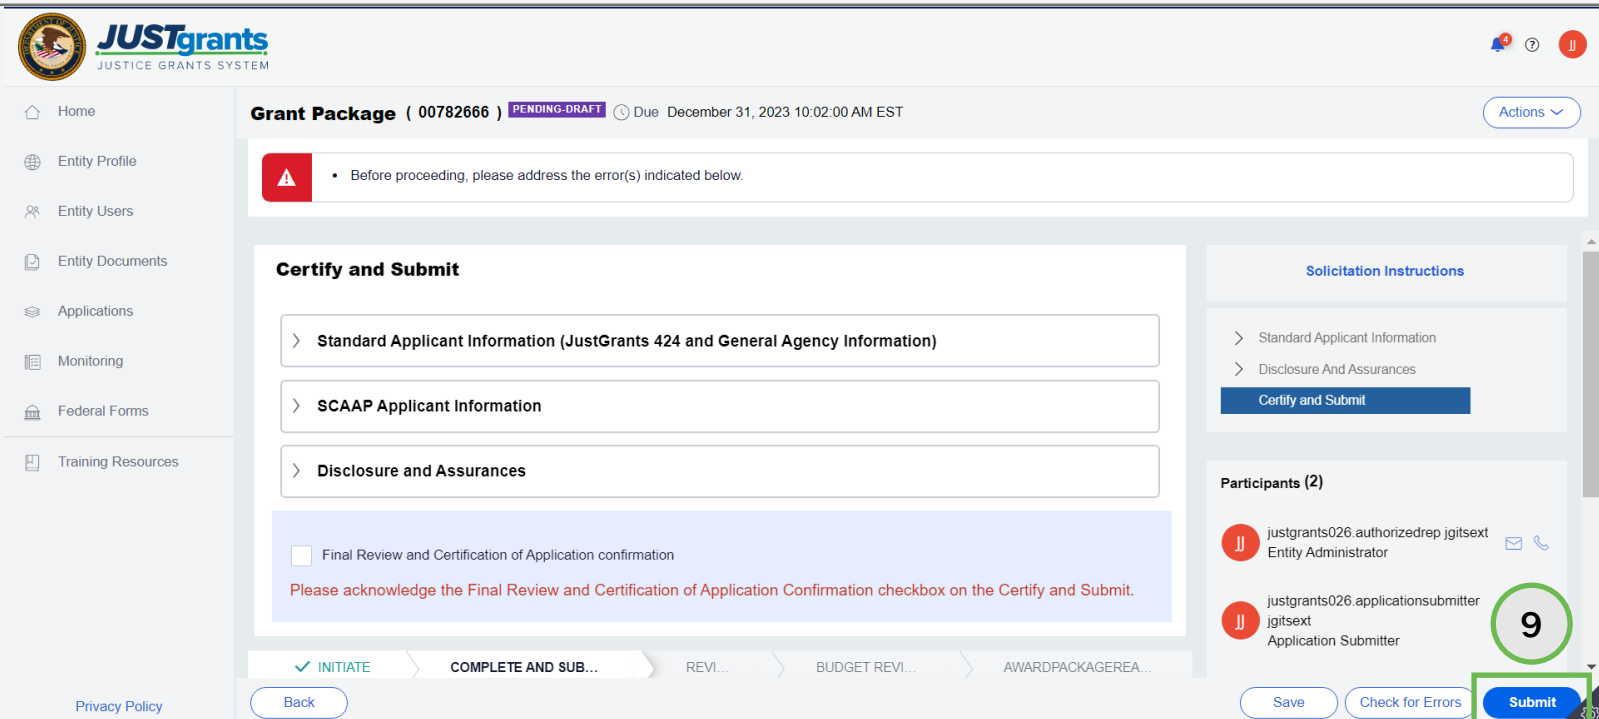 JUSTgrants
JUSTICE GRANTS SYSTEM
4
?
JJ
Home
Entity Profile
Entity Users
Entity Documents
Applications
Monitoring
Federal Forms
Training Resources
Privacy Policy
Grant Package ( 00782666 ) PENDING-DRAFT Due December 31, 2023 10:02:00 AM EST
Actions
• Before proceeding, please address the error(s) indicated below.
Certify and Submit
Standard Applicant Information (JustGrants 424 and General Agency Information)
SCAAP Applicant Information
Disclosure and Assurances
Final Review and Certification of Application confirmation
Please acknowledge the Final Review and Certification of Application Confirmation checkbox on the Certify and Submit.
INITIATE
COMPLETE AND SUB...
REVI...
BUDGET REVI...
AWARDPACKAGEREA...
Solicitation Instructions
Standard Applicant Information
Disclosure And Assurances
Certify and Submit
Participants (2)
JJ
justgrants026.authorizedrep jgitsext
Entity Administrator
JJ
justgrants026.applicationsubmitter
jgitsext
Application Submitter
9
Back
Save
Check for Errors
Submit